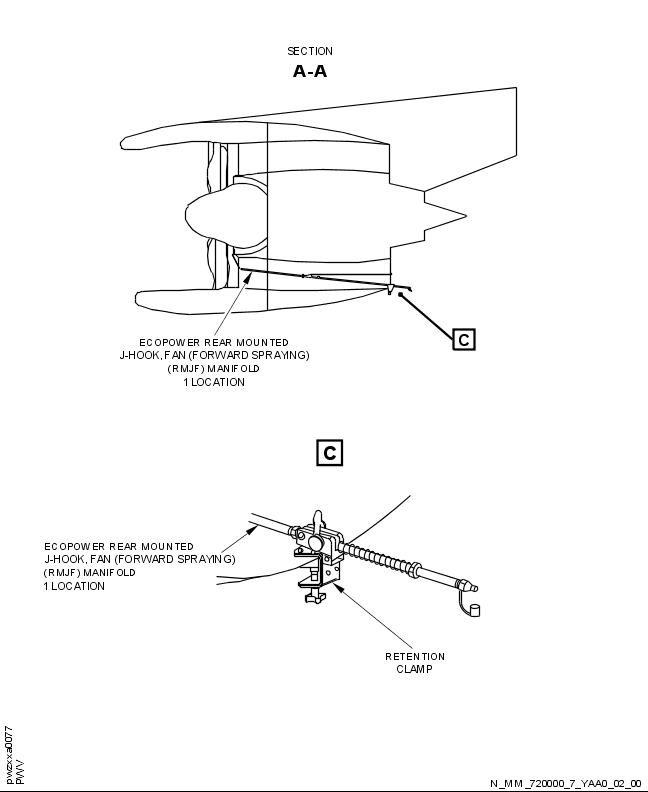 SECTION
A-A
ECOPOWER REAR MOUNTED
J-HOOK, FAN (FORWARD SPRAYING)
(RMJF) MANIFOLD
1 LOCATION
C
C
ECOPOWER REAR MOUNTED
J-HOOK, FAN (FORWARD SPRAYING)
(RMJF) MANIFOLD
1 LOCATION
RETENTION
CLAMP
pwzxxa0077
PWV
N_MM_720000_7_YAA0_02_00